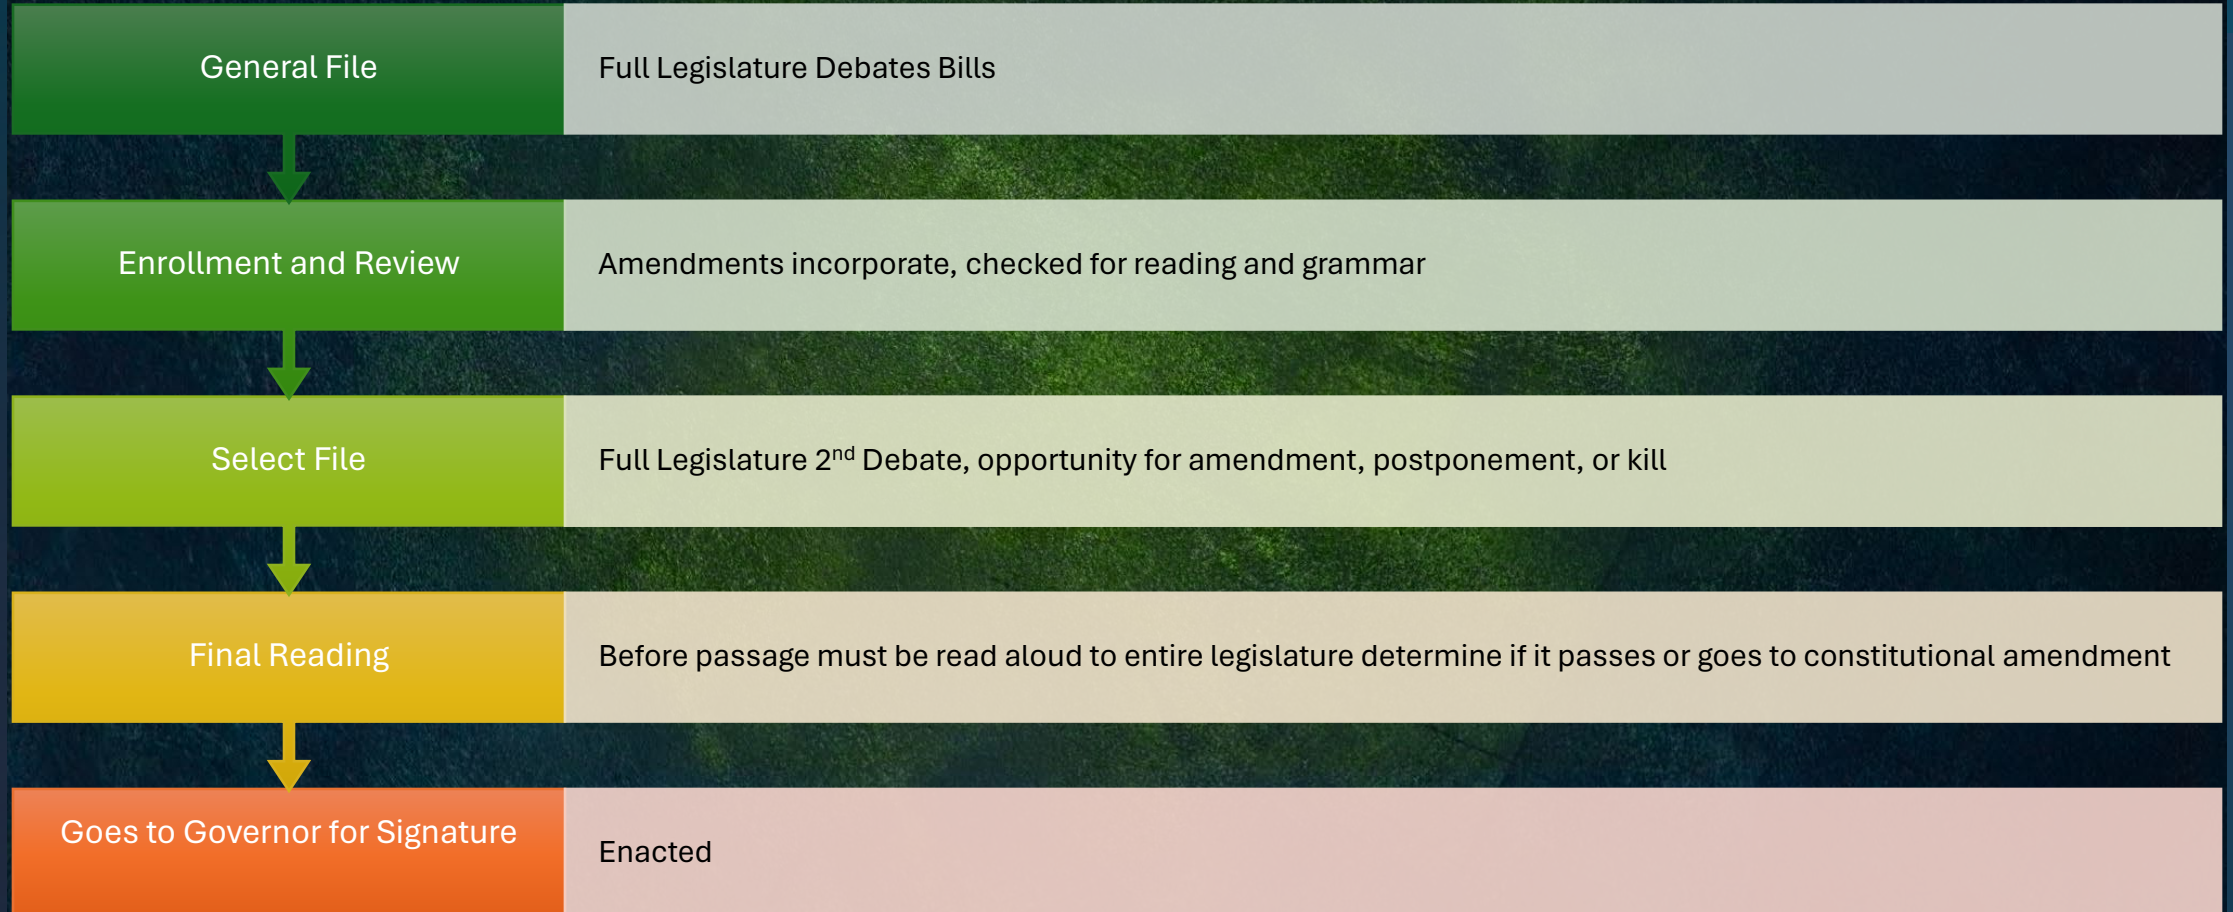 General File
Full Legislature Debates Bills
Enrollment and Review
Amendments incorporate, checked for reading and grammar
Select File
Full Legislature 2nd Debate, opportunity for amendment, postponement, or kill
Final Reading
Before passage must be read aloud to entire legislature determine if it passes or goes to constitutional amendment
Goes to Governor for Signature
Enacted